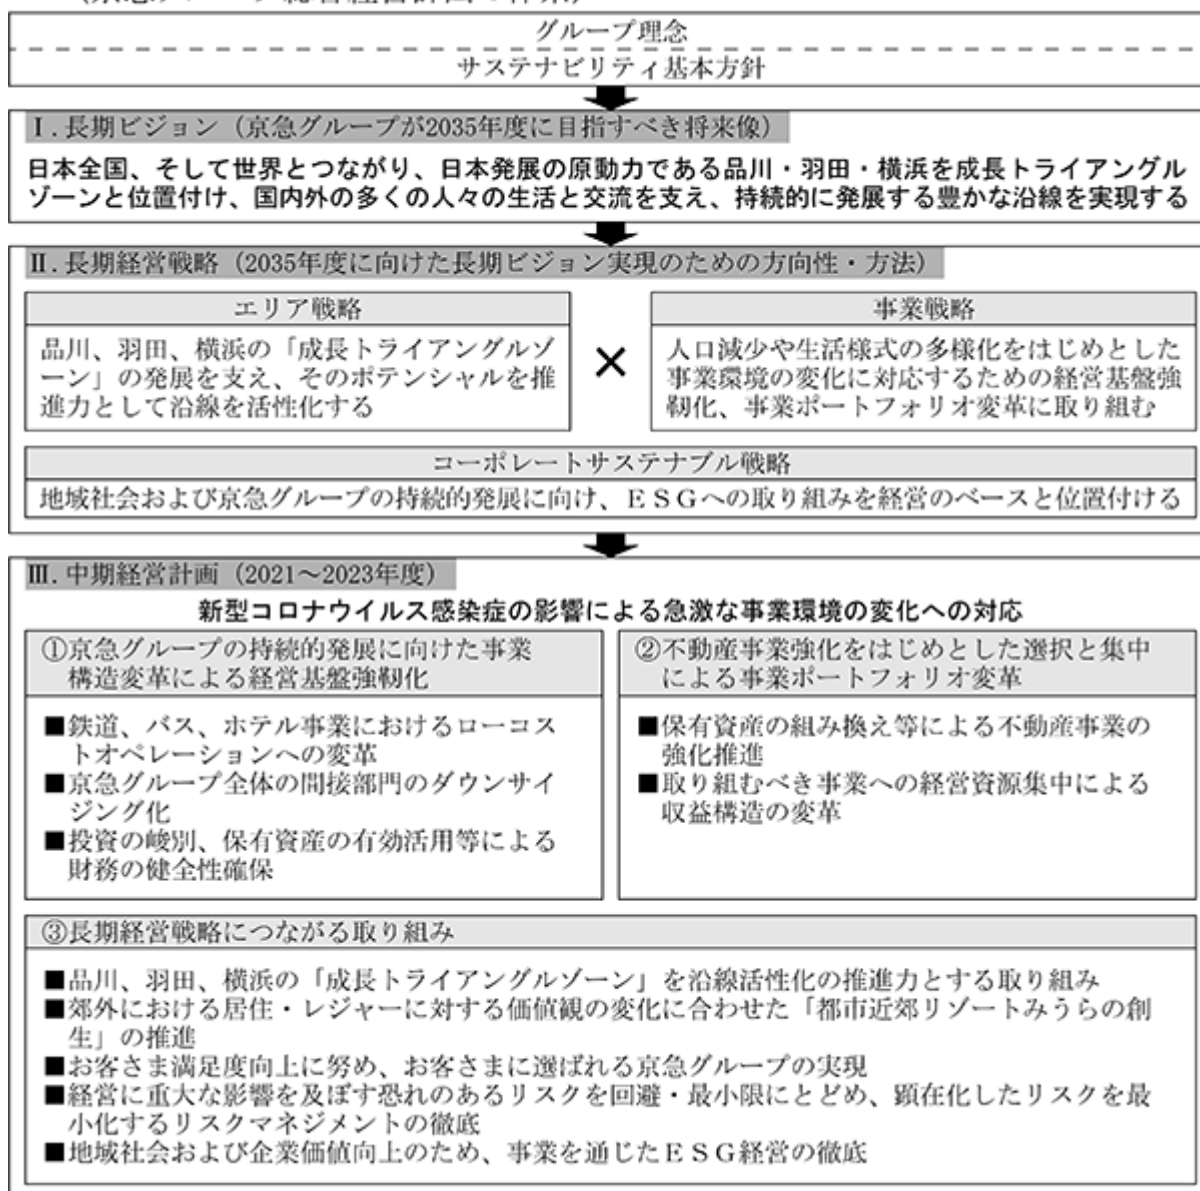 グループ理念
サステナビリティ基本方針
Ⅰ. 長期ビジョン（京急グループが2035年度に目指すべき将来像）
日本全国、そして世界とつながり、日本発展の原動力である品川・羽田・横浜を成長トライアングル
ゾーンと位置付け、国内外の多くの人々の生活と交流を支え、持続的に発展する豊かな沿線を実現する
Ⅱ. 長期経営戦略（2035年度に向けた長期ビジョン実現のための方向性・方法）
エリア戦略
品川、羽田、横浜の「成長トライアングルゾ
ーン」の発展を支え、そのポテンシャルを推
進力として沿線を活性化する
×
事業戦略
人口減少や生活様式の多様化をはじめとした
事業環境の変化に対応するための経営基盤強
靭化、事業ポートフォリオ変革に取り組む
コーポレートサステナブル戦略
地域社会および京急グループの持続的発展に向け、ＥＳＧへの取り組みを経営のベースと位置付ける
Ⅲ. 中期経営計画（2021～2023年度）
新型コロナウイルス感染症の影響による急激な事業環境の変化への対応
①京急グループの持続的発展に向けた事業
構造変革による経営基盤強靭化
■鉄道、バス、ホテル事業におけるローコス
トオペレーションへの変革
■京急グループ全体の間接部門のダウンサイ
ジング化
■投資の峻別、保有資産の有効活用等による
財務の健全性確保
②不動産事業強化をはじめとした選択と集中
による事業ポートフォリオ変革
■保有資産の組み換え等による不動産事業の
強化推進
■取り組むべき事業への経営資源集中による
収益構造の変革
③長期経営戦略につながる取り組み
■品川、羽田、横浜の「成長トライアングルゾーン」を沿線活性化の推進力とする取り組み
■郊外における居住・レジャーに対する価値観の変化に合わせた「都市近郊リゾートみうらの創
生」の推進
■お客さま満足度向上に努め、お客さまに選ばれる京急グループの実現
■経営に重大な影響を及ぼす恐れのあるリスクを回避・最小限にとどめ、顕在化したリスクを最
小化するリスクマネジメントの徹底
■地域社会および企業価値向上のため、事業を通じたＥＳＧ経営の徹底